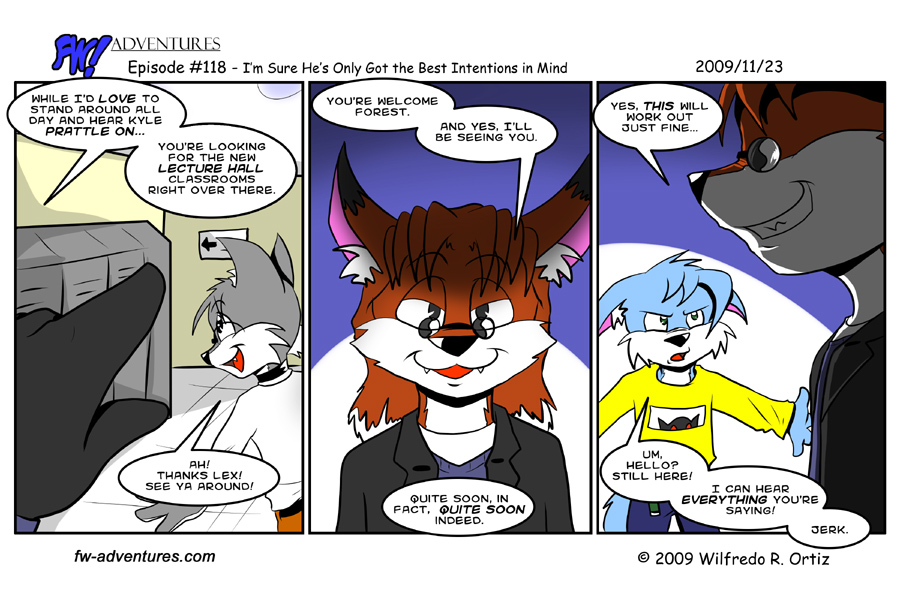 FW! ADVENTURES
Episode #118 - I'm Sure He's Only Got the Best Intentions in Mind
2009/11/23
WHILE I'D LOVE TO
STAND AROUND ALL
DAY AND HEAR KYLE
PRATTLE ON...
YOU'RE LOOKING
FOR THE NEW
LECTURE HALL
CLASSROOMS
RIGHT OVER THERE.
AH!
THANKS LEX!
SEE YA AROUND!
YOU'RE WELCOME
FOREST.
AND YES, I'LL
BE SEEING YOU.
QUITE SOON, IN
FACT, QUITE SOON
INDEED.
YES, THIS WILL
WORK OUT
JUST FINE...
UM,
HELLO?
STILL HERE!
I CAN HEAR
EVERYTHING YOU'RE
SAYING!
JERK.
fw-adventures.com
© 2009 Wilfredo R. Ortiz